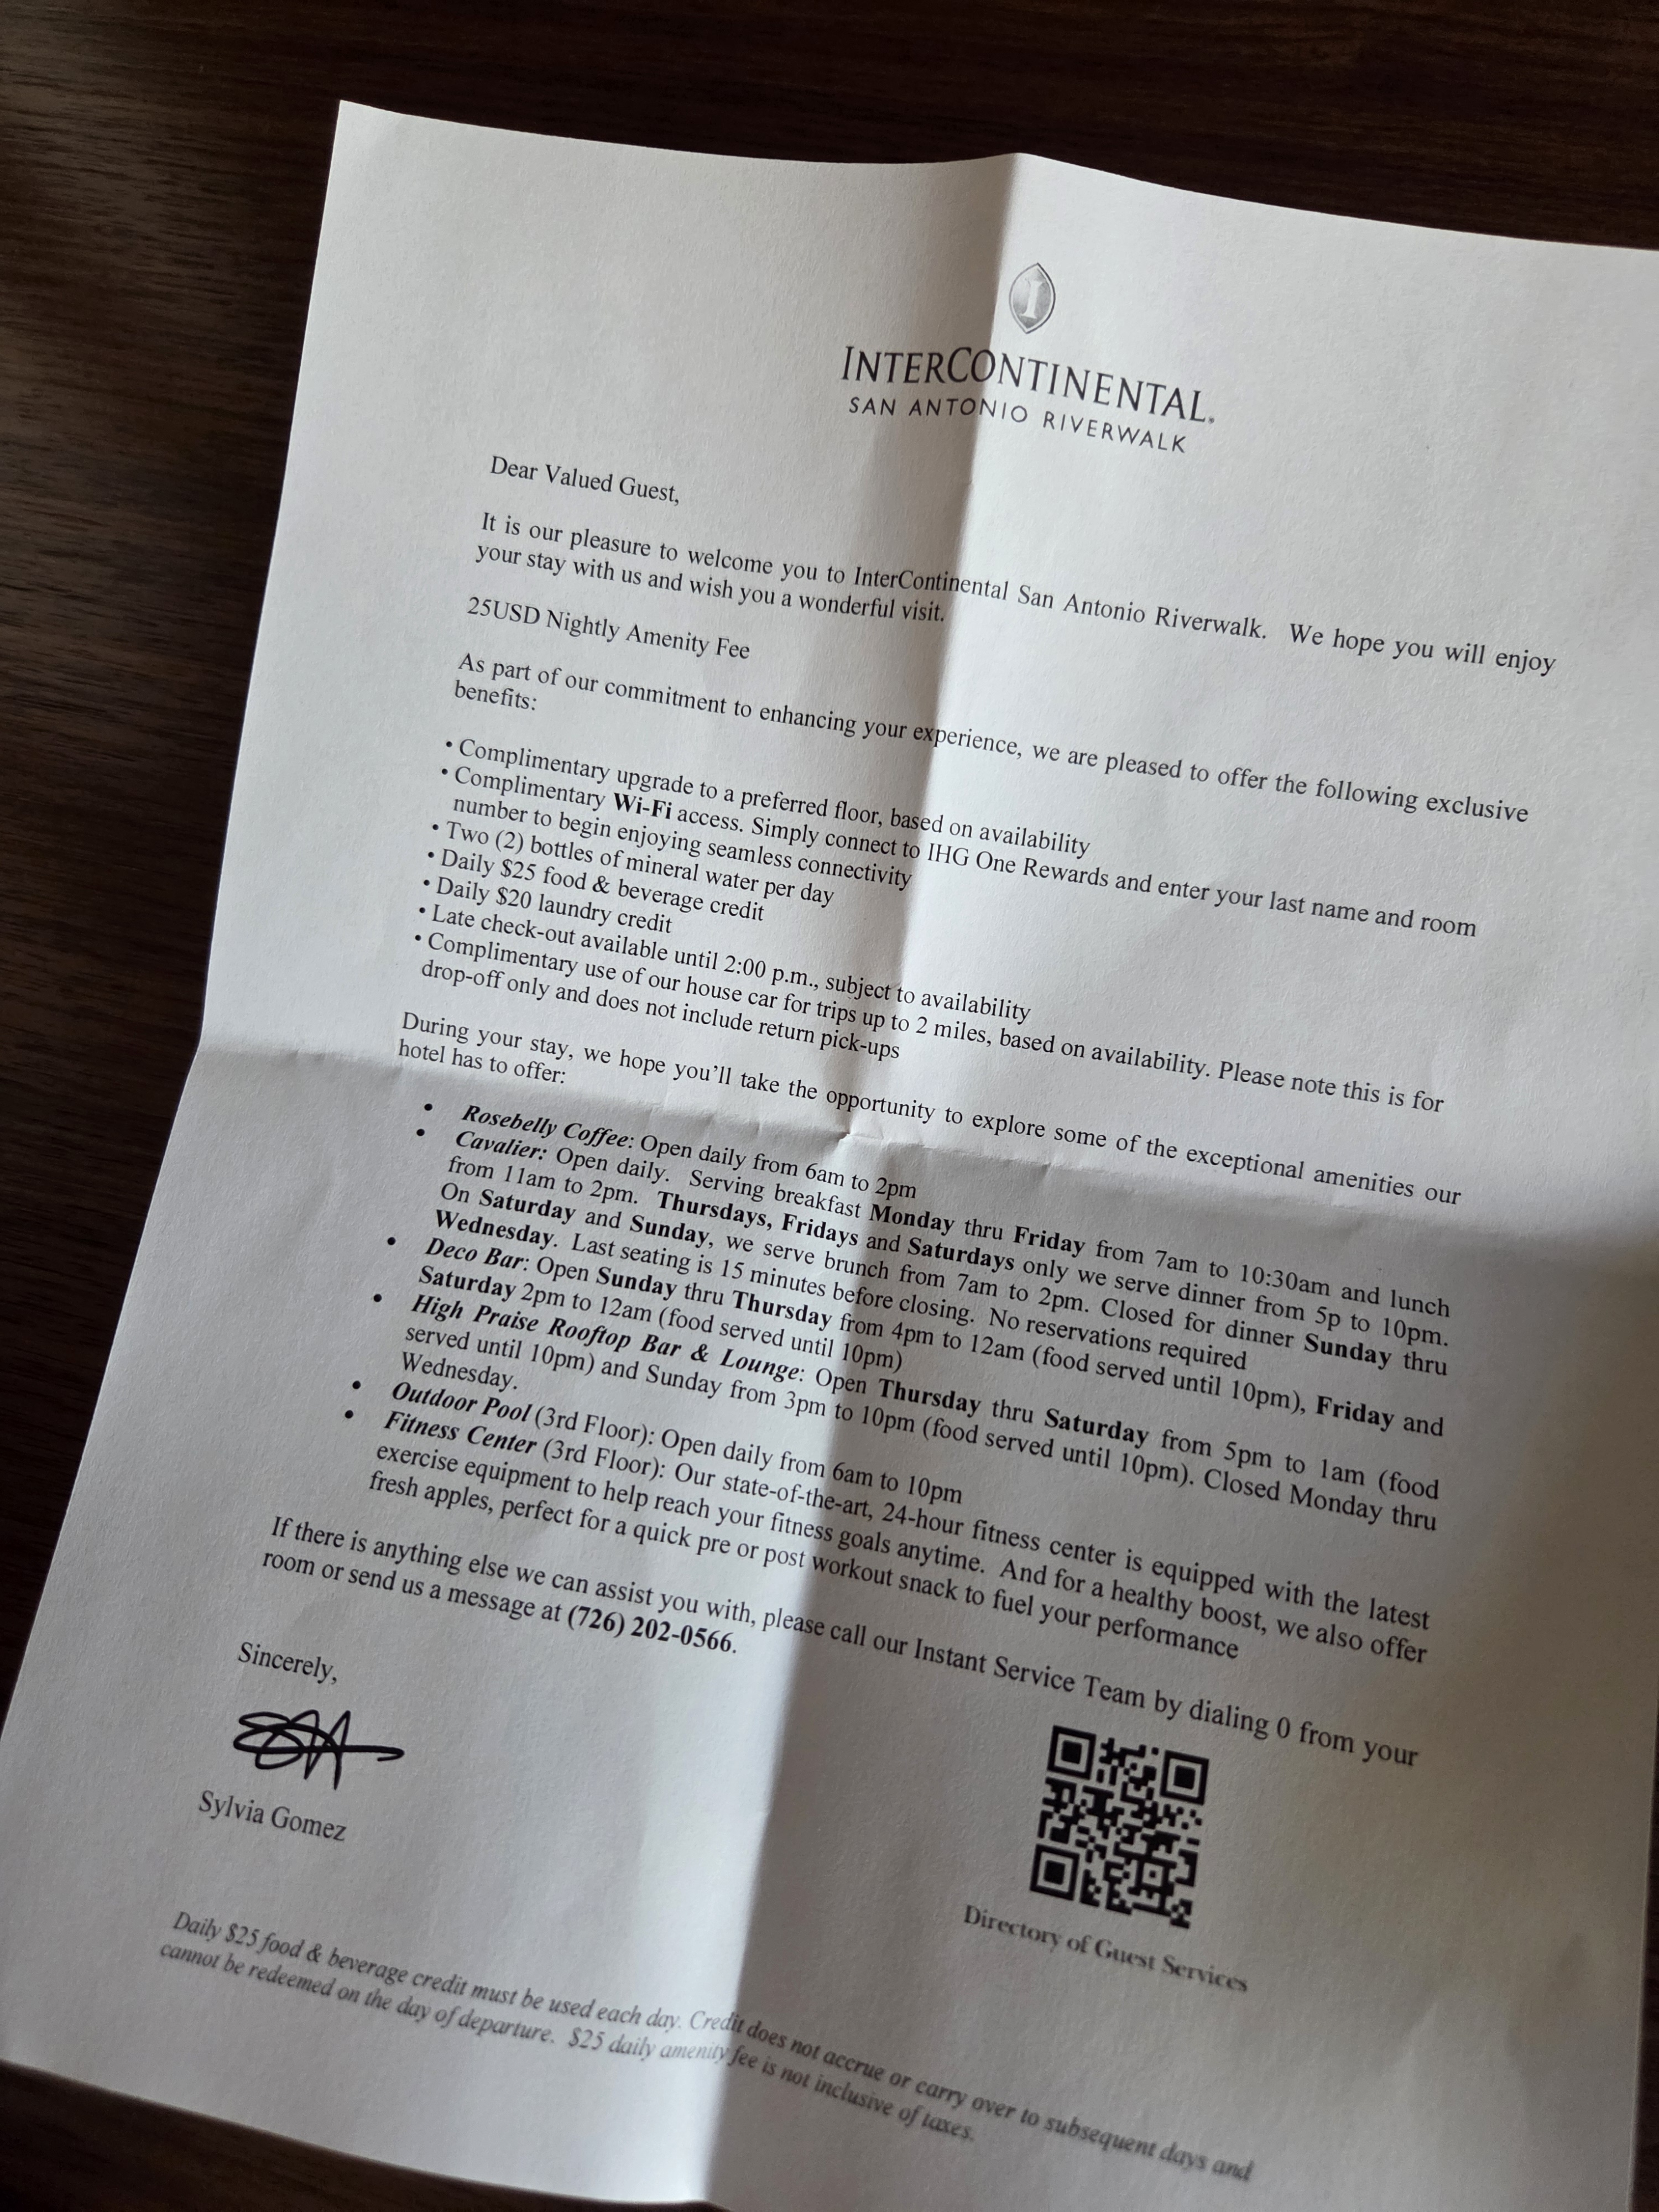 INTERCONTINENTAL.
SAN ANTONIO RIVERWALK
Dear Valued Guest,
It is our pleasure to welcome you to InterContinental San Antonio Riverwalk. We hope you will enjoy
your stay with us and wish you a wonderful visit.
25USD Nightly Amenity Fee
As part of our commitment to enhancing your experience, we are pleased to offer the following exclusive
benefits:
• Complimentary upgrade to a preferred floor, based on availability
• Complimentary Wi-Fi access. Simply connect to IHG One Rewards and enter your last name and room
number to begin enjoying seamless connectivity
• Two (2) bottles of mineral water per day
• Daily $25 food & beverage credit
• Daily $20 laundry credit
• Late check-out available until 2:00 p.m., subject to availability
• Complimentary use of our house car for trips up to 2 miles, based on availability. Please note this is for
drop-off only and does not include return pick-ups
During your stay, we hope you'll take the opportunity to explore some of the exceptional amenities our
hotel has to offer:
• Rosebelly Coffee: Open daily from 6am to 2pm
• Cavalier: Open daily. Serving breakfast Monday thru Friday from 7am to 10:30am and lunch
from 11am to 2pm. Thursdays, Fridays and Saturdays only we serve dinner from 5p to 10pm.
On Saturday and Sunday, we serve brunch from 7am to 2pm. Closed for dinner Sunday thru
Wednesday. Last seating is 15 minutes before closing. No reservations required
• Deco Bar: Open Sunday thru Thursday from 4pm to 12am (food served until 10pm), Friday and
Saturday 2pm to 12am (food served until 10pm)
• High Praise Rooftop Bar & Lounge: Open Thursday thru Saturday from 5pm to 1am (food
served until 10pm) and Sunday from 3pm to 10pm (food served until 10pm). Closed Monday thru
Wednesday.
• Outdoor Pool (3rd Floor): Open daily from 6am to 10pm
• Fitness Center (3rd Floor): Our state-of-the-art, 24-hour fitness center is equipped with the latest
exercise equipment to help reach your fitness goals anytime. And for a healthy boost, we also offer
fresh apples, perfect for a quick pre or post workout snack to fuel your performance
If there is anything else we can assist you with, please call our Instant Service Team by dialing 0 from your
room or send us a message at (726) 202-0566.
Sincerely,
Sylvia Gomez
Directory of Guest Services
Daily $25 food & beverage credit must be used each day. Credit does not accrue or carry over to subsequent days and
cannot be redeemed on the day of departure. $25 daily amenity fee is not inclusive of taxes.